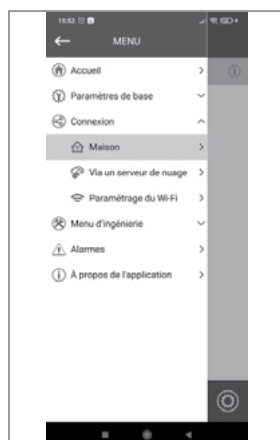 15:52
MENU
Accueil
Paramètres de base
Connexion
Maison
Via un serveur de nuage
Paramétrage du Wi-Fi
Menu d'ingénierie
Alarmes
À propos de l'application